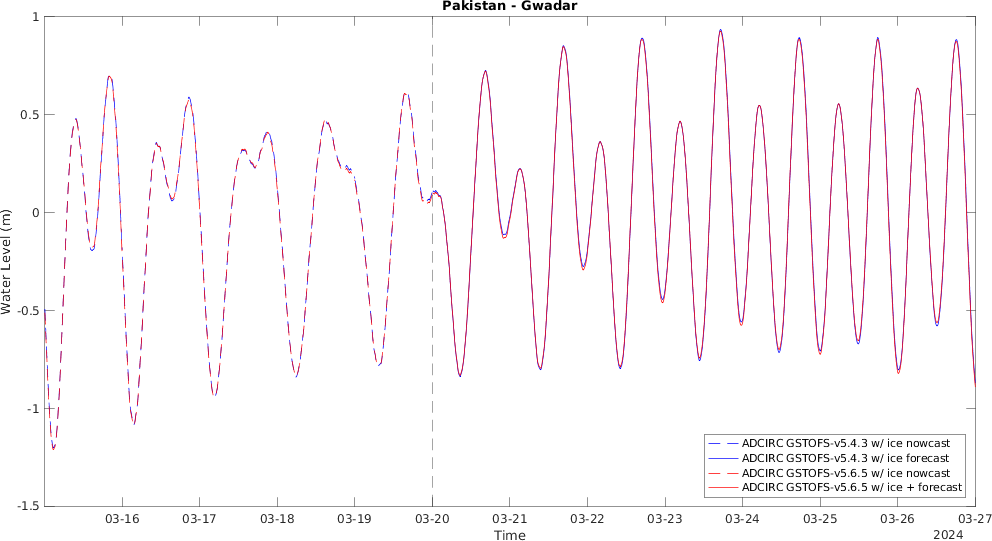 Pakistan - Gwadar
1
0.5
0
-0.5
-1
-1.5
Water Level (m)
ADCIRC GSTOFS-v5.4.3 w/ ice nowcast
ADCIRC GSTOFS-v5.4.3 w/ ice forecast
ADCIRC GSTOFS-v5.6.5 w/ ice nowcast
ADCIRC GSTOFS-v5.6.5 w/ ice + forecast
03-16 03-17 03-18 03-19 03-20 03-21 03-22 03-23 03-24 03-25 03-26 03-27
Time
2024